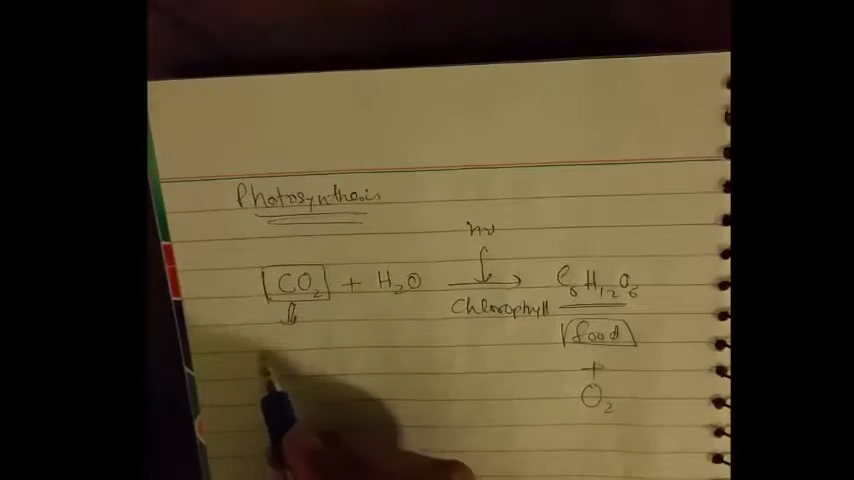 Photosynthesis
hν
CO₂ + H₂O → C₆H₁₂O₆
Chlorophyll
food
+
O₂